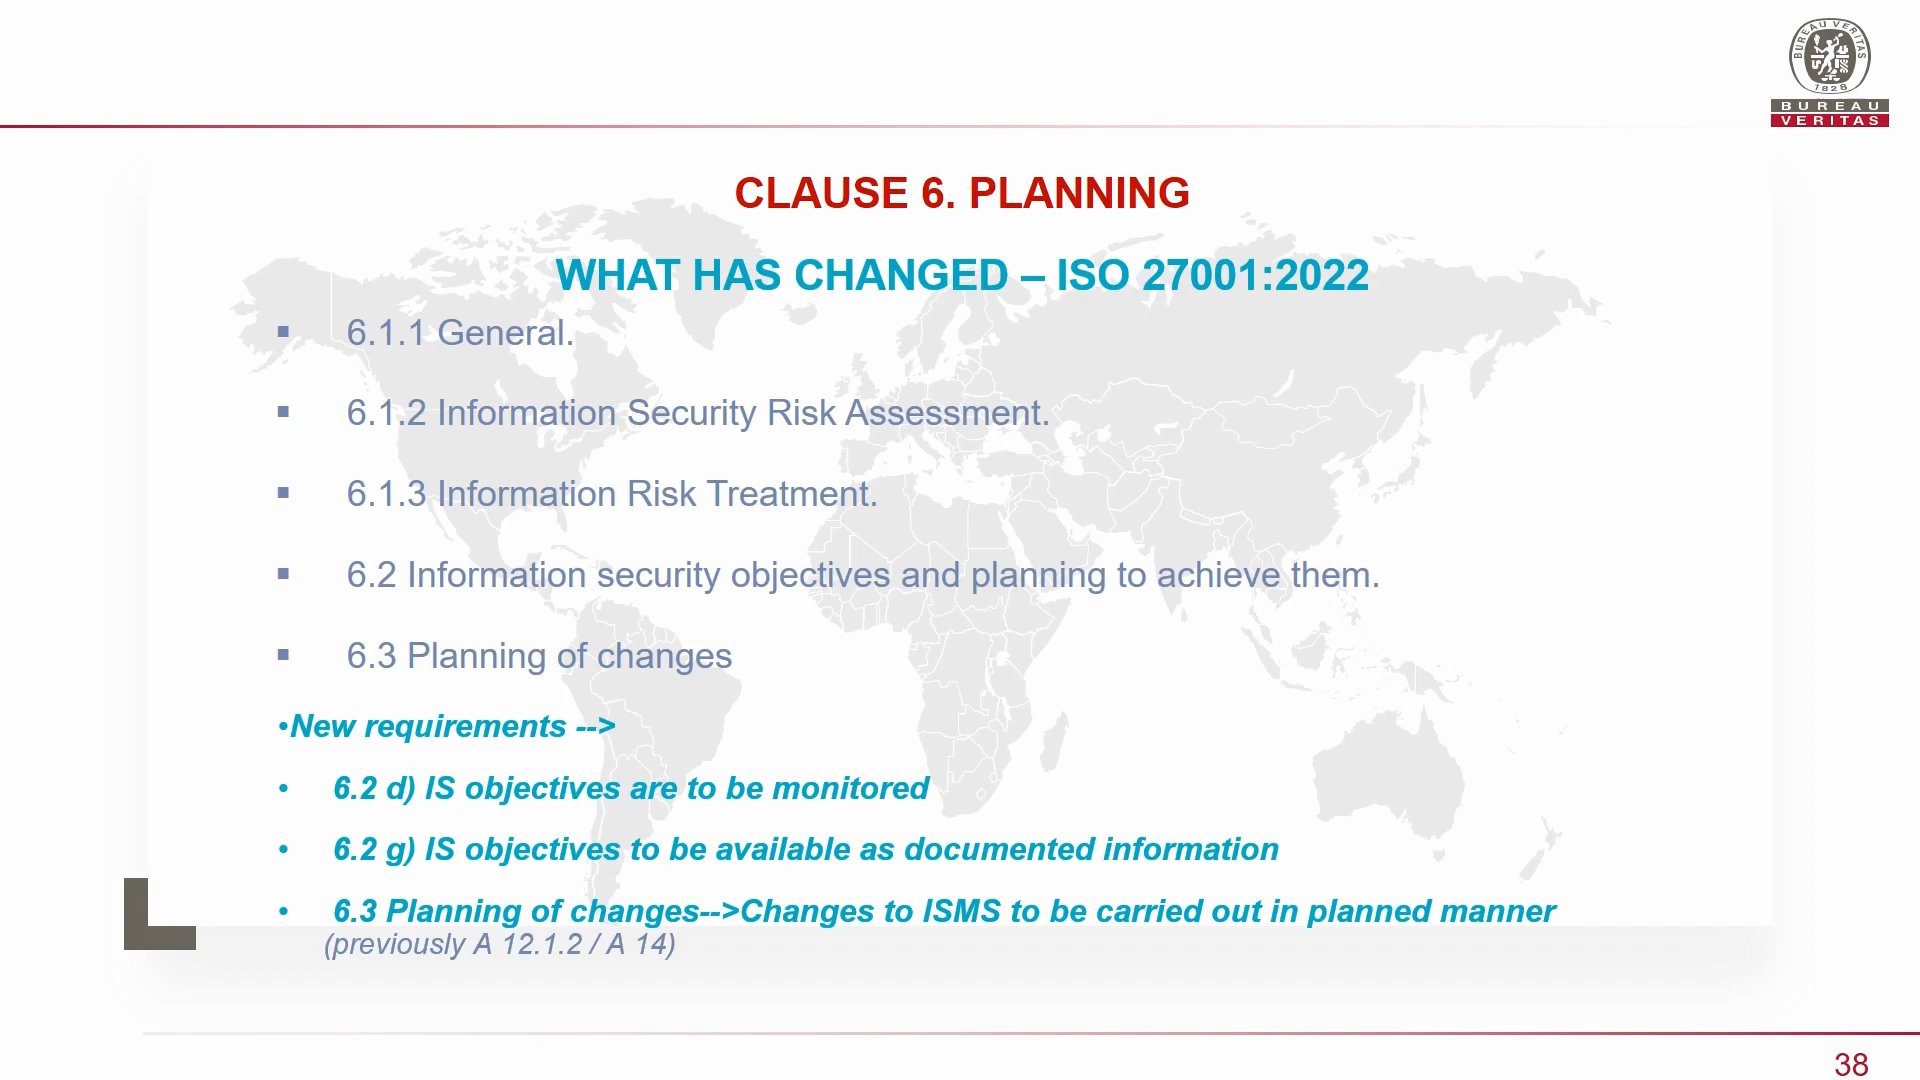 BUREAU VERITAS
1828
BUREAU
VERITAS
CLAUSE 6. PLANNING
WHAT HAS CHANGED – ISO 27001:2022
▪ 6.1.1 General.
▪ 6.1.2 Information Security Risk Assessment.
▪ 6.1.3 Information Risk Treatment.
▪ 6.2 Information security objectives and planning to achieve them.
▪ 6.3 Planning of changes
•New requirements -->
• 6.2 d) IS objectives are to be monitored
• 6.2 g) IS objectives to be available as documented information
• 6.3 Planning of changes-->Changes to ISMS to be carried out in planned manner
(previously A 12.1.2 / A 14)
38